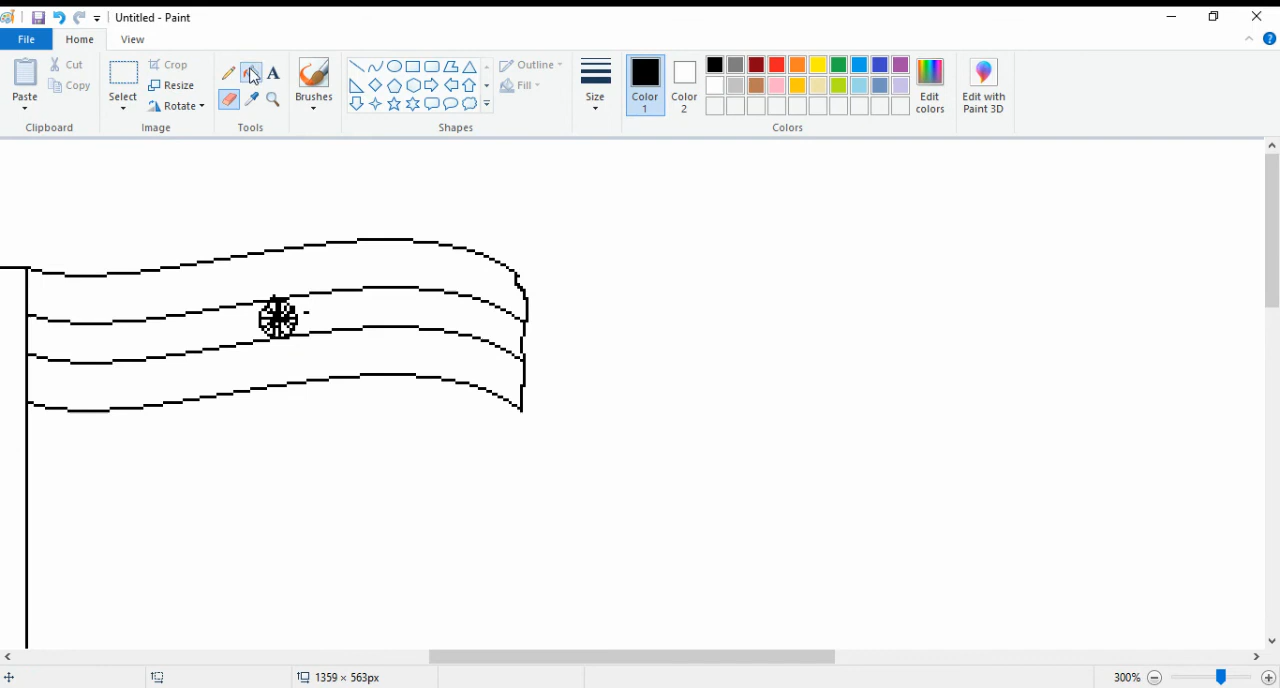 Untitled - Paint
File Home View
Paste
Cut
Copy
Clipboard
Select
Crop
Resize
Rotate
Image
A
Tools
Brushes
Outline
Fill
Shapes
Size
Color 1
Color 2
Edit colors
Edit with Paint 3D
Colors
1359 × 563px
300%